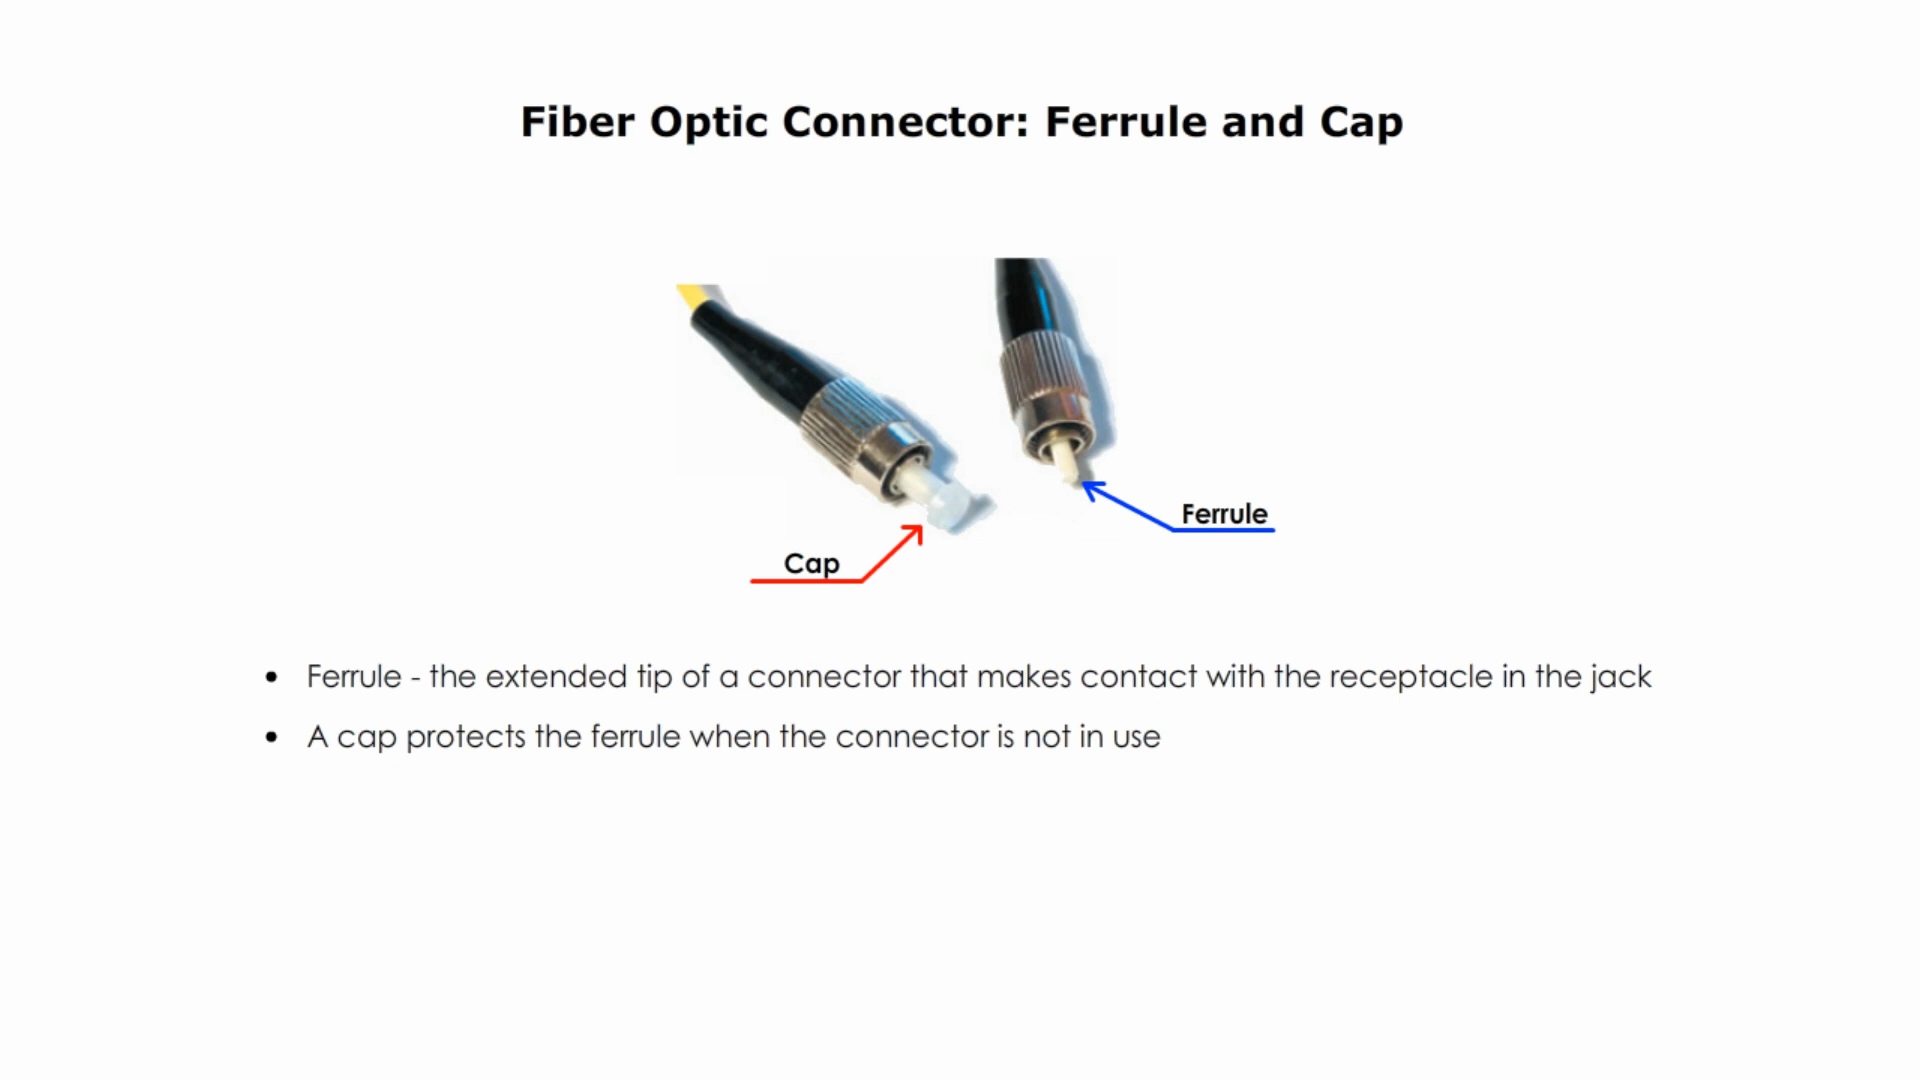 Fiber Optic Connector: Ferrule and Cap
Ferrule
Cap
• Ferrule - the extended tip of a connector that makes contact with the receptacle in the jack
• A cap protects the ferrule when the connector is not in use